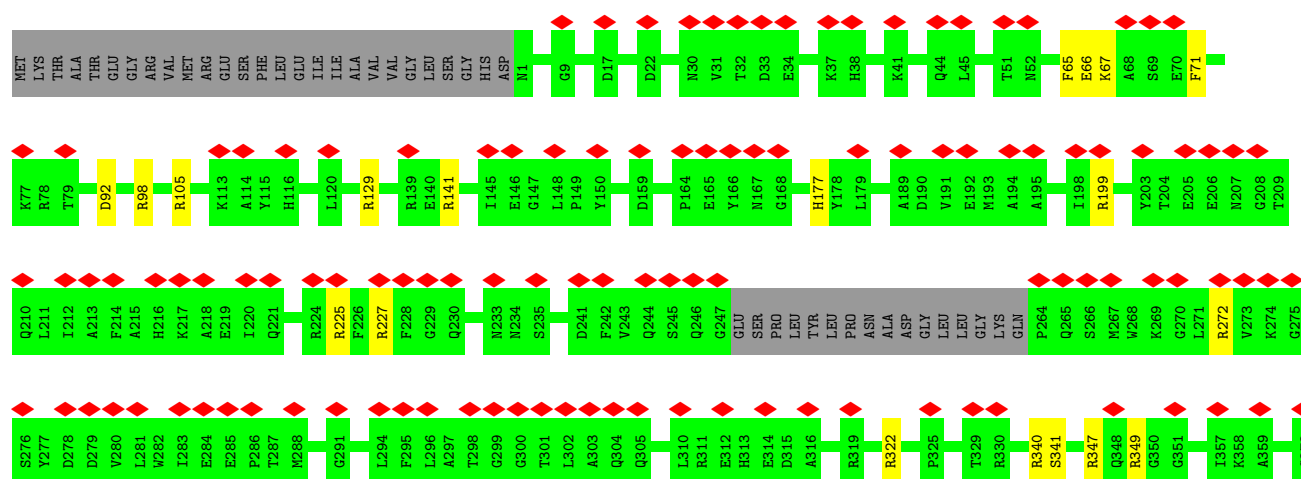 MET LYS THR ALA THR GLU GLY ARG VAL MET ARG GLU SER PHE LEU GLU ILE ILE ALA VAL VAL GLY LEU SER GLY HIS ASP N1 G9 D17 D22 N30 V31 T32 D33 E34 K37 H38 K41 Q44 L45 T51 N52 F65 E66 K67 A68 S69 E70 F71
K77 R78 T79 D92 R98 R105 K113 A114 Y115 H116 L120 R129 R139 E140 R141 I145 E146 G147 L148 P149 Y150 D159 P164 E165 Y166 N167 G168 H177 Y178 L179 A189 D190 V191 E192 M193 A194 A195 I198 R199 Y203 T204 E205 E206 N207 G208 T209
Q210 L211 I212 A213 F214 A215 H216 K217 A218 E219 I220 Q221 R224 R225 F226 R227 F228 G229 Q230 N233 N234 S235 D241 F242 V243 Q244 S245 Q246 G247 GLU SER PRO LEU TYR LEU PRO ASN ALA ASP GLY LEU LEU GLY LYS GLN P264 Q265 S266 M267 W268 K269 G270 L271 R272 V273 K274 G275
S276 Y277 D278 D279 V280 L281 W282 I283 E284 E285 P286 T287 M288 G291 L294 F295 L296 A297 T298 G299 G300 T301 L302 A303 Q304 Q305 L310 R311 E312 H313 E314 D315 A316 R319 R322 P325 T329 R330 R340 S341 R347 Q348 R349 G350 G351 I357 K358 A359